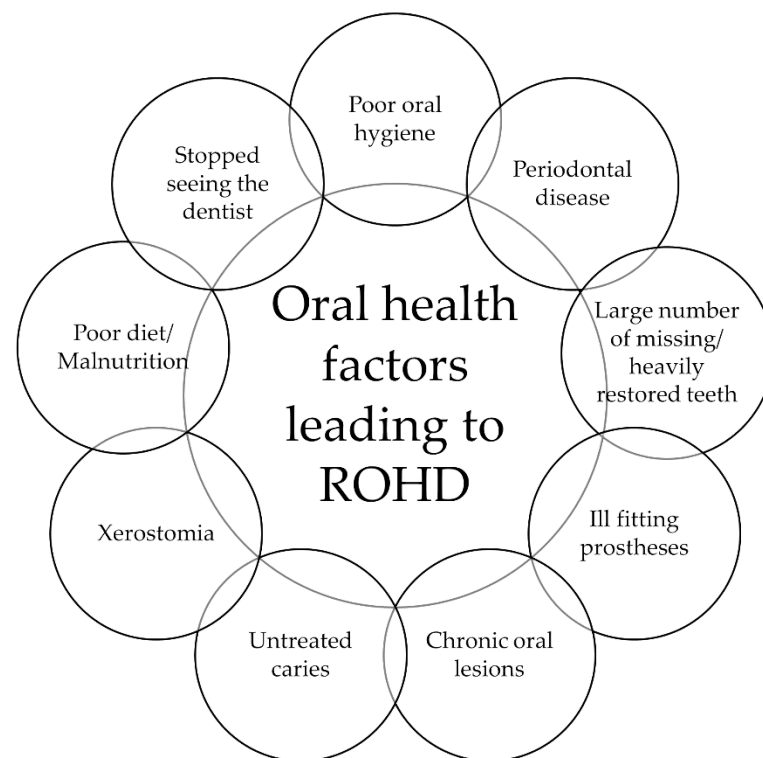 Poor oral
hygiene
Periodontal
disease
Large number
of missing/
heavily
restored teeth
Ill fitting
prostheses
Chronic oral
lesions
Untreated
caries
Xerostomia
Poor diet/
Malnutrition
Stopped
seeing the
dentist
Oral health
factors
leading to
ROHD